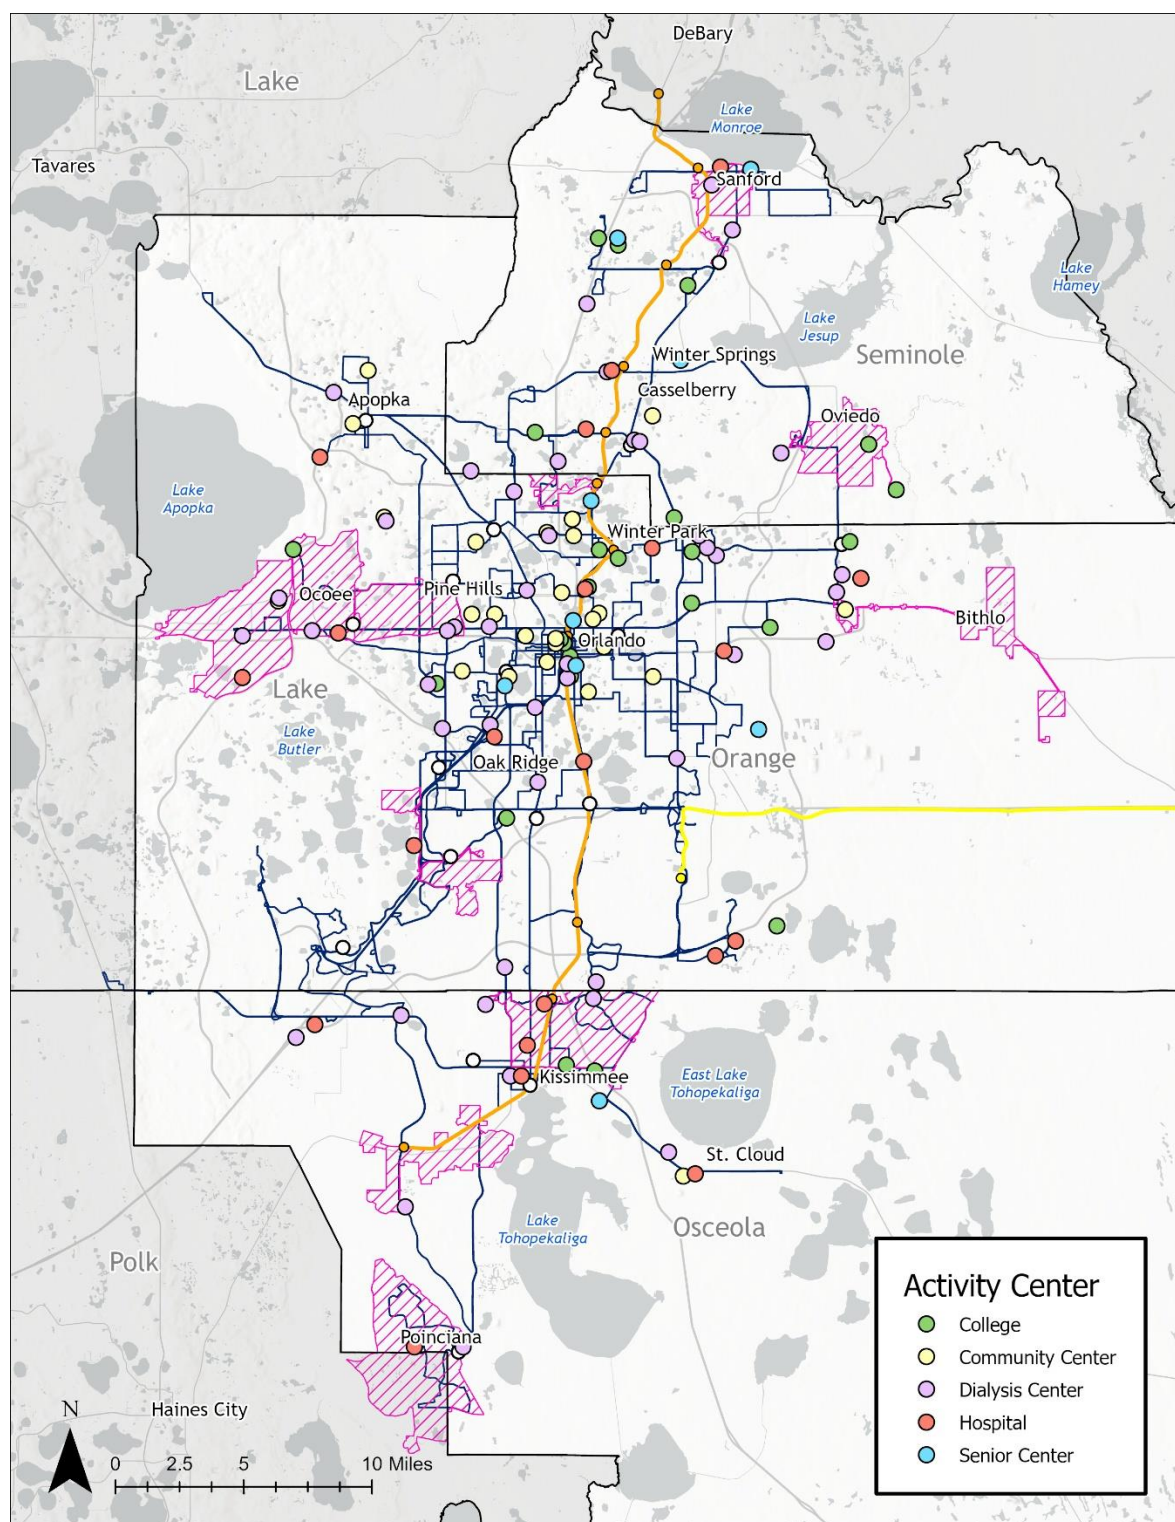 DeBary
Lake
Lake
Monroe
Tavares
Sanford
Lake
Harney
Lake
Jesup
Winter Springs
Seminole
Casselberry
Apopka
Oviedo
Lake
Apopka
Winter Park
Ocoee
Pine Hills
Bithlo
Orlando
Lake
Lake
Butler
Oak Ridge
Orange
Kissimmee
East Lake
Tohopekaliga
St. Cloud
Lake
Tohopekaliga
Osceola
Polk
Poinciana
Haines City
N
0 2.5 5 10 Miles
Activity Center
College
Community Center
Dialysis Center
Hospital
Senior Center